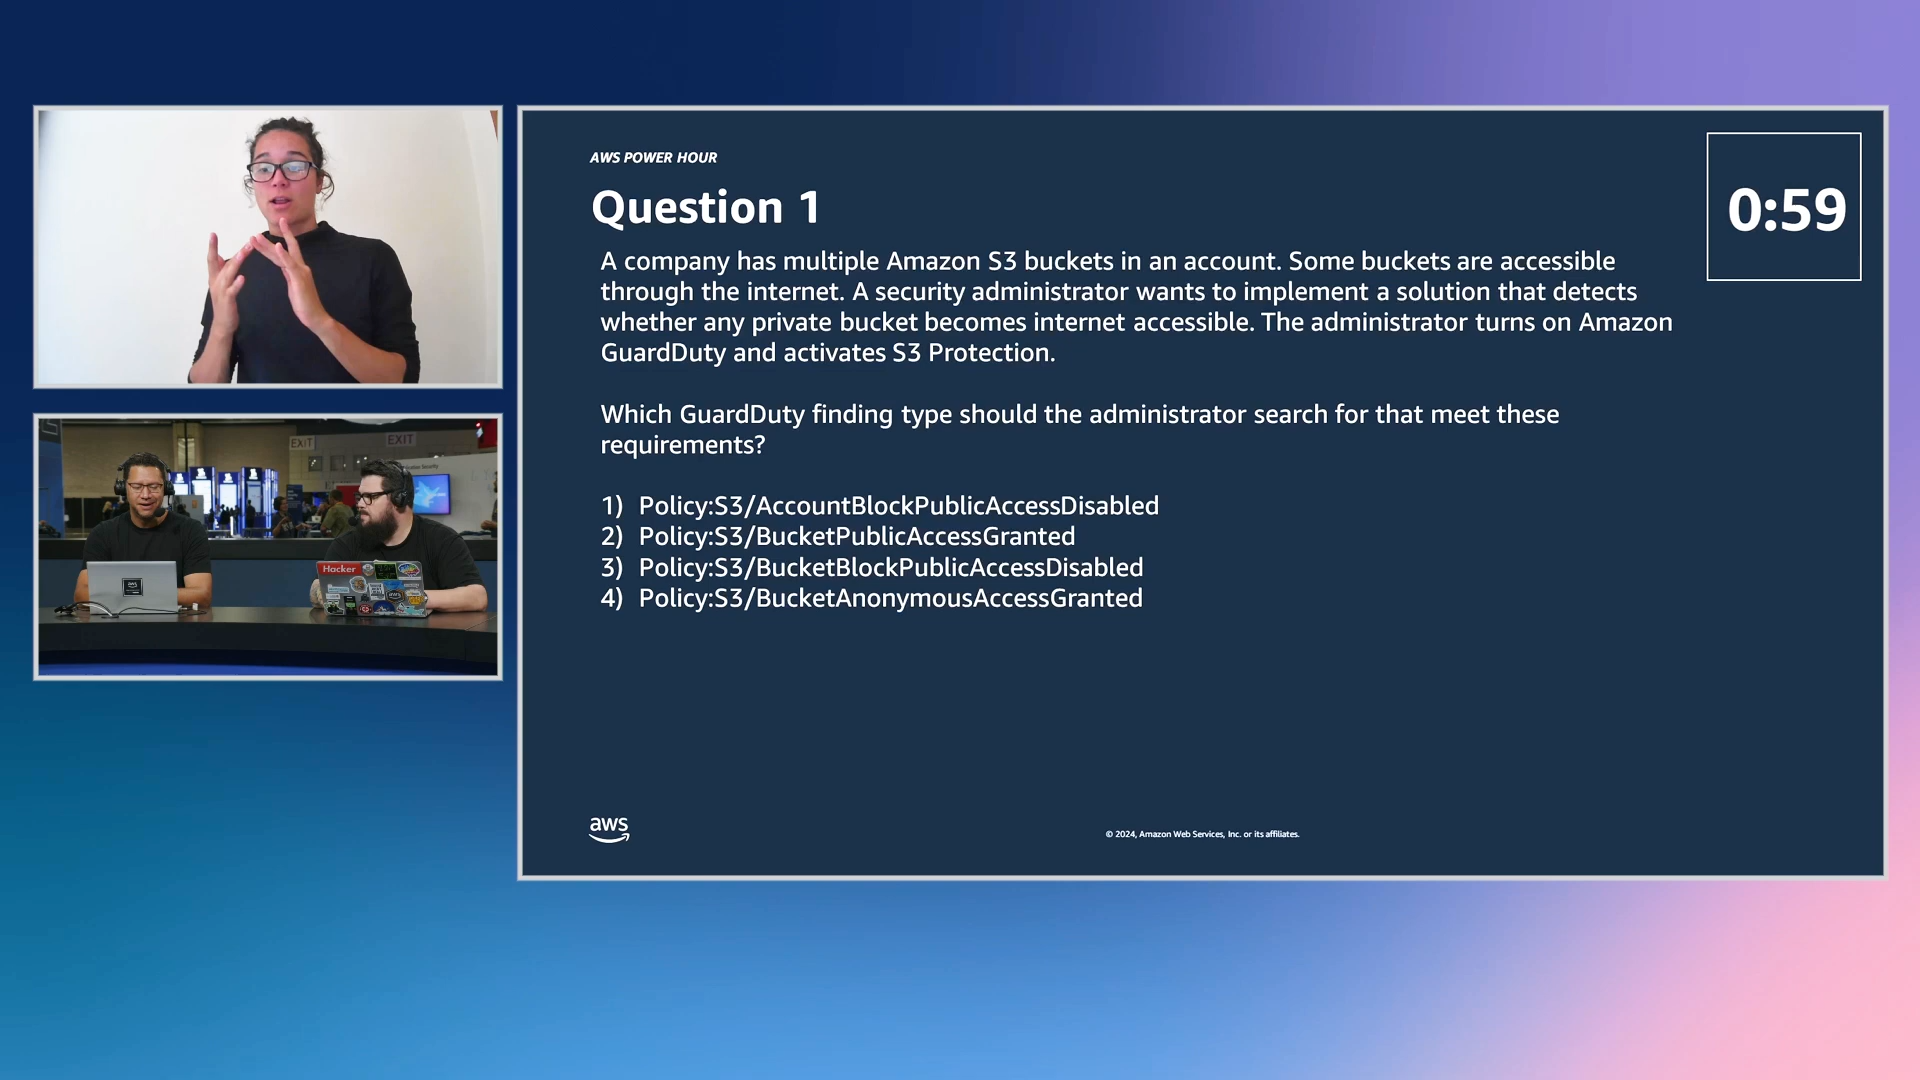 AWS POWER HOUR
Question 1
0:59
A company has multiple Amazon S3 buckets in an account. Some buckets are accessible
through the internet. A security administrator wants to implement a solution that detects
whether any private bucket becomes internet accessible. The administrator turns on Amazon
GuardDuty and activates S3 Protection.
Which GuardDuty finding type should the administrator search for that meet these
requirements?
1) Policy:S3/AccountBlockPublicAccessDisabled
2) Policy:S3/BucketPublicAccessGranted
3) Policy:S3/BucketBlockPublicAccessDisabled
4) Policy:S3/BucketAnonymousAccessGranted
aws
© 2024, Amazon Web Services, Inc. or its affiliates.
EXIT
EXIT
Security
Hacker
aws
aws